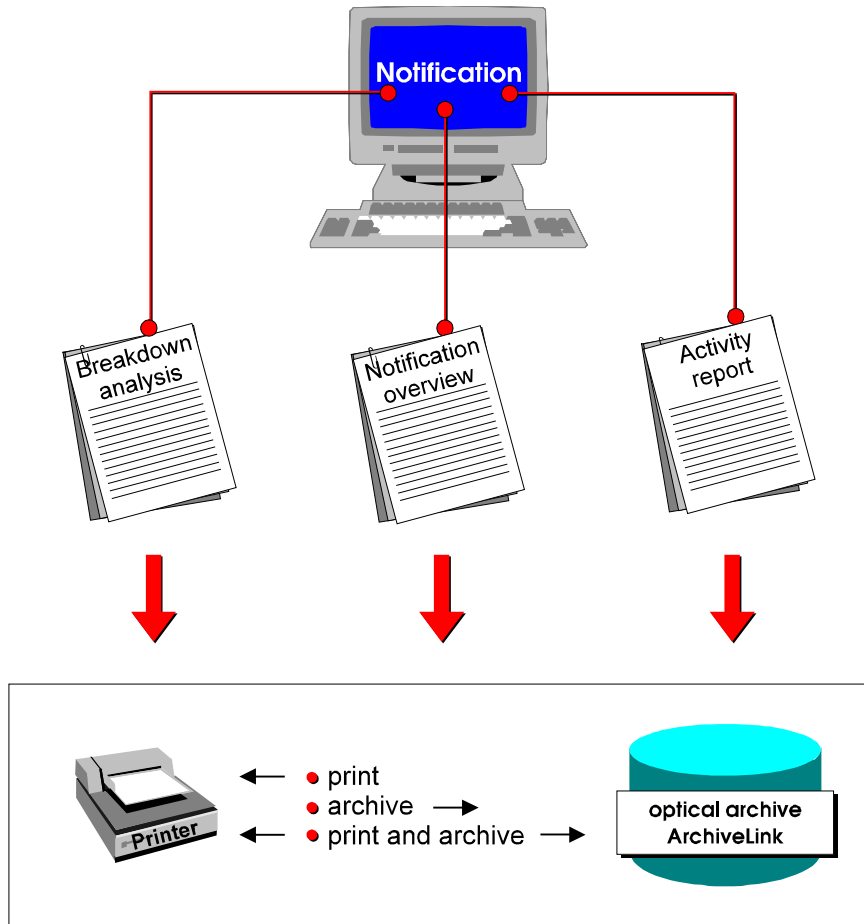 Notification
Breakdown
analysis
Notification
overview
Activity
report
print
archive
print and archive
Printer
optical archive
ArchiveLink